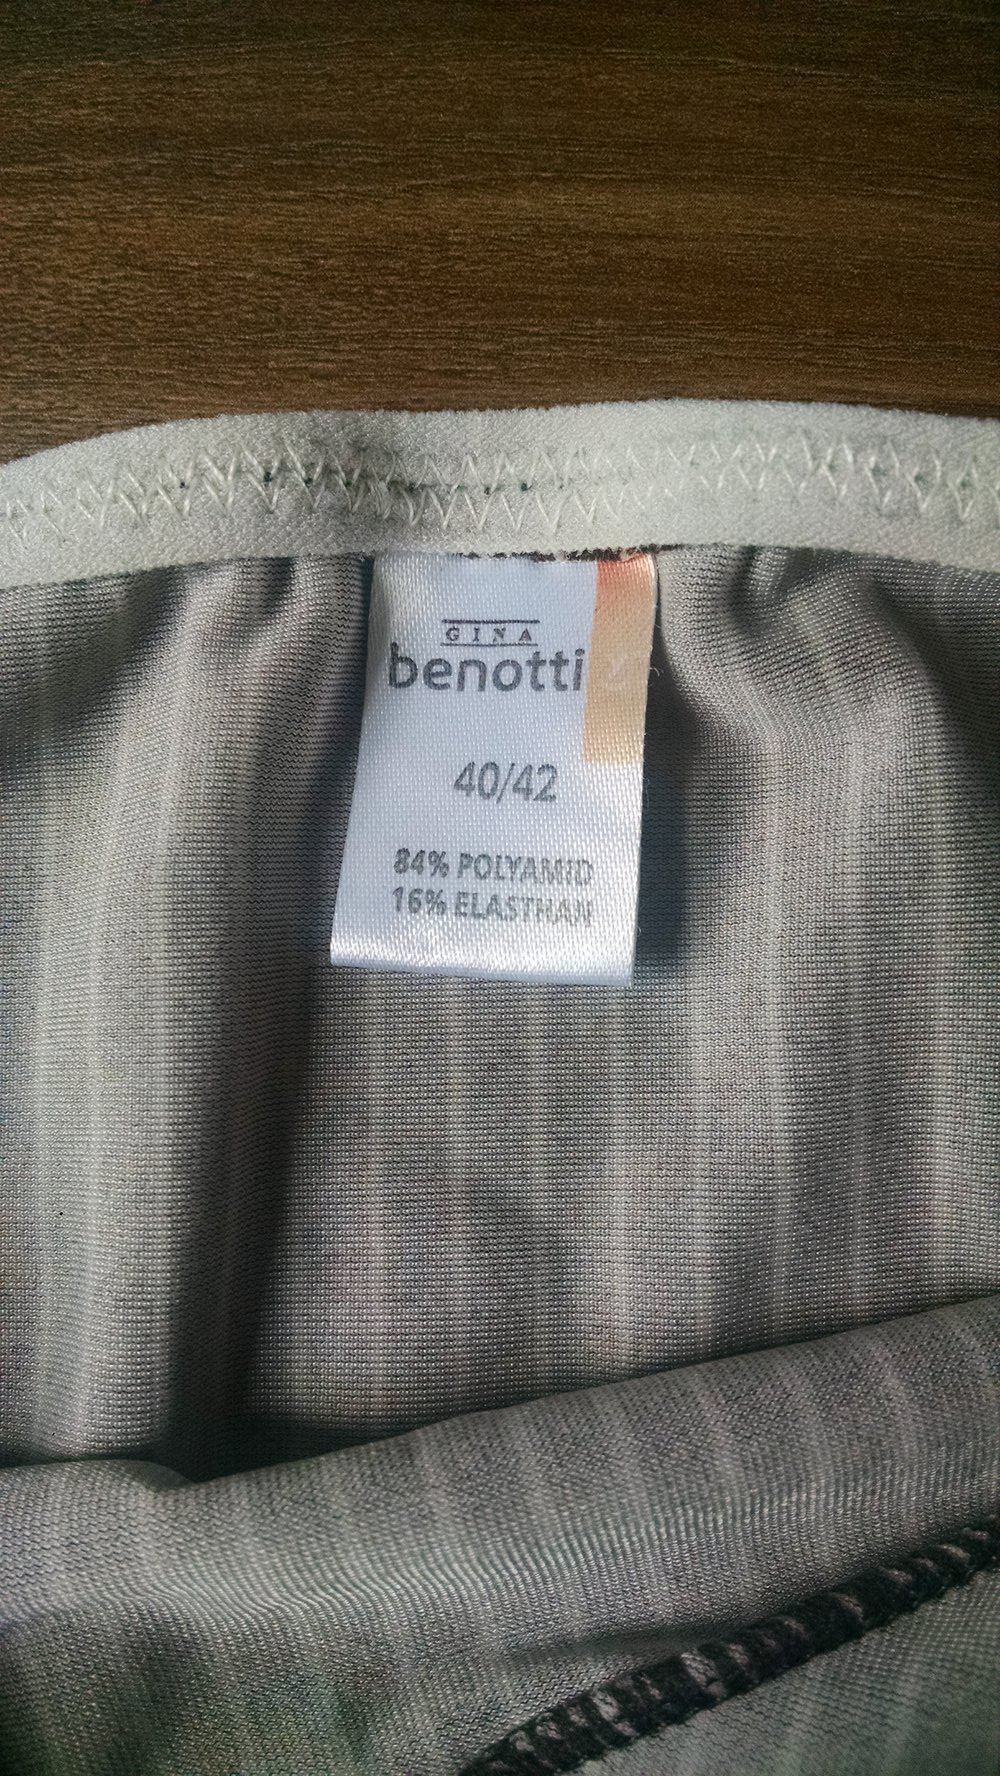 GINA
benotti
40/42
84% POLYAMID
16% ELASTHAN